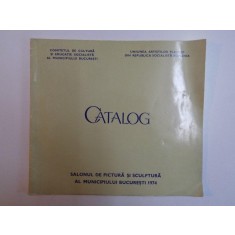 COMITETUL DE CULTURĂ
ȘI EDUCAȚIE SOCIALISTĂ
AL MUNICIPIULUI BUCUREȘTI
UNIUNEA ARTIȘTILOR PLASTICI
DIN REPUBLICA SOCIALISTĂ ROMÂNIA
CATALOG
SALONUL DE PICTURĂ ȘI SCULPTURĂ
AL MUNICIPIULUI BUCUREȘTI 1976